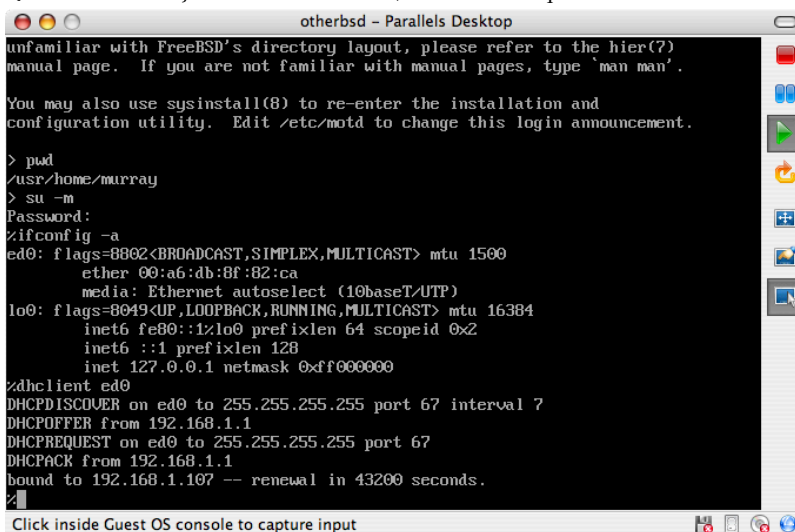 otherbsd – Parallels Desktop
unfamiliar with FreeBSD's directory layout, please refer to the hier(7)
manual page.  If you are not familiar with manual pages, type `man man'.
You may also use sysinstall(8) to re-enter the installation and
configuration utility.  Edit /etc/motd to change this login announcement.
> pwd
/usr/home/murray
> su -m
Password:
%ifconfig -a
ed0: flags=8802<BROADCAST,SIMPLEX,MULTICAST> mtu 1500
        ether 00:a6:db:8f:82:ca
        media: Ethernet autoselect (10baseT/UTP)
lo0: flags=8049<UP,LOOPBACK,RUNNING,MULTICAST> mtu 16384
        inet6 fe80::1%lo0 prefixlen 64 scopeid 0x2
        inet6 ::1 prefixlen 128
        inet 127.0.0.1 netmask 0xff000000
%dhclient ed0
DHCPDISCOVER on ed0 to 255.255.255.255 port 67 interval 7
DHCPOFFER from 192.168.1.1
DHCPREQUEST on ed0 to 255.255.255.255 port 67
DHCPACK from 192.168.1.1
bound to 192.168.1.107 -- renewal in 43200 seconds.
%
Click inside Guest OS console to capture input